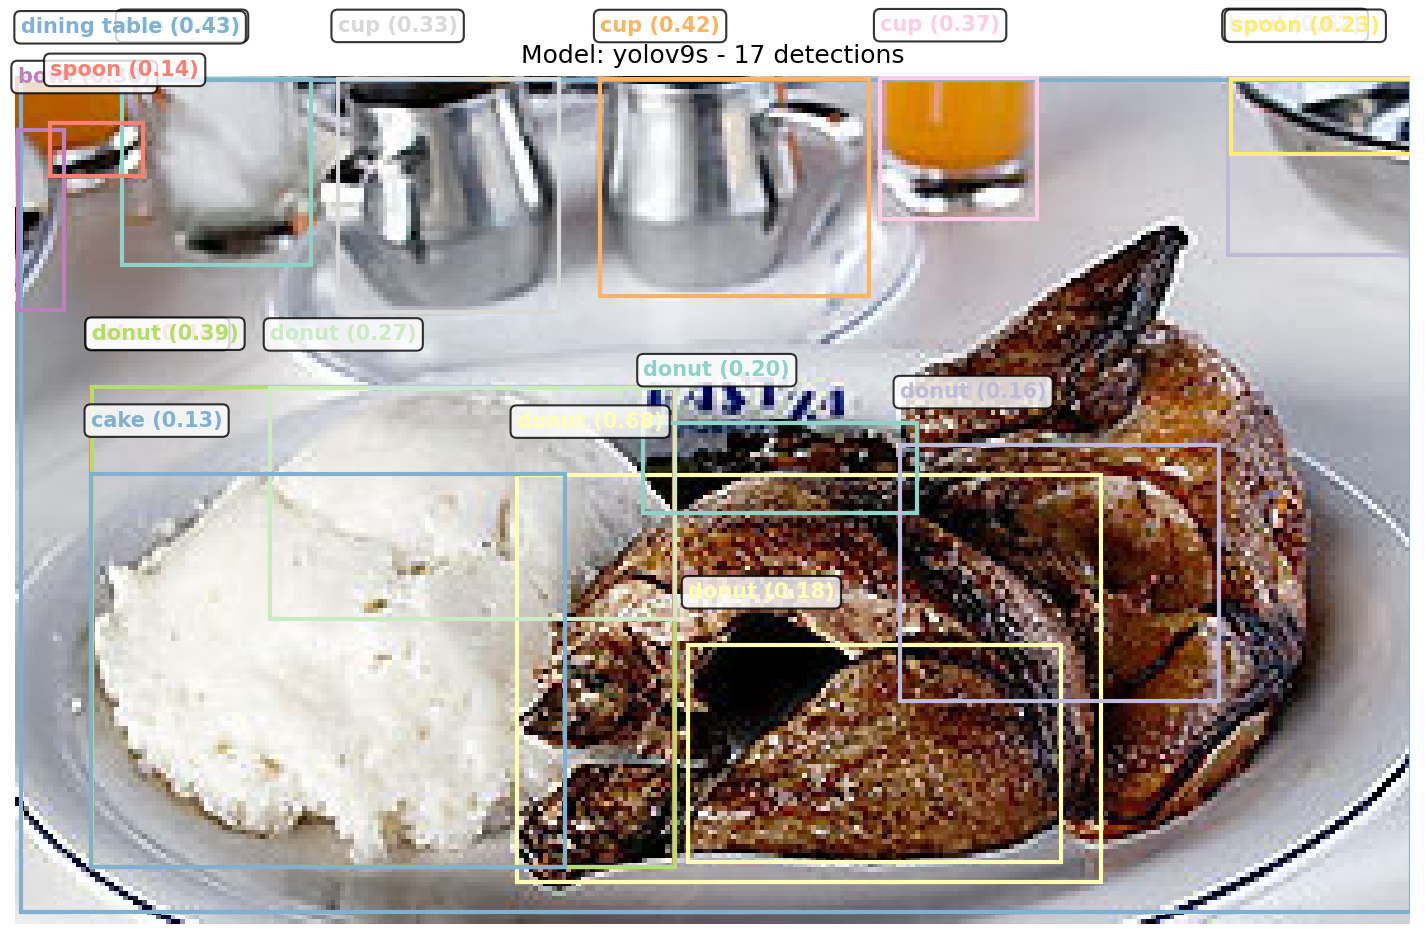 dining table (0.43)
cup (0.33)
cup (0.42)
cup (0.37)
spoon (0.23)
Model: yolov9s - 17 detections
spoon (0.14)
donut (0.39)
donut (0.27)
donut (0.20)
donut (0.16)
cake (0.13)
donut (0.68)
donut (0.18)